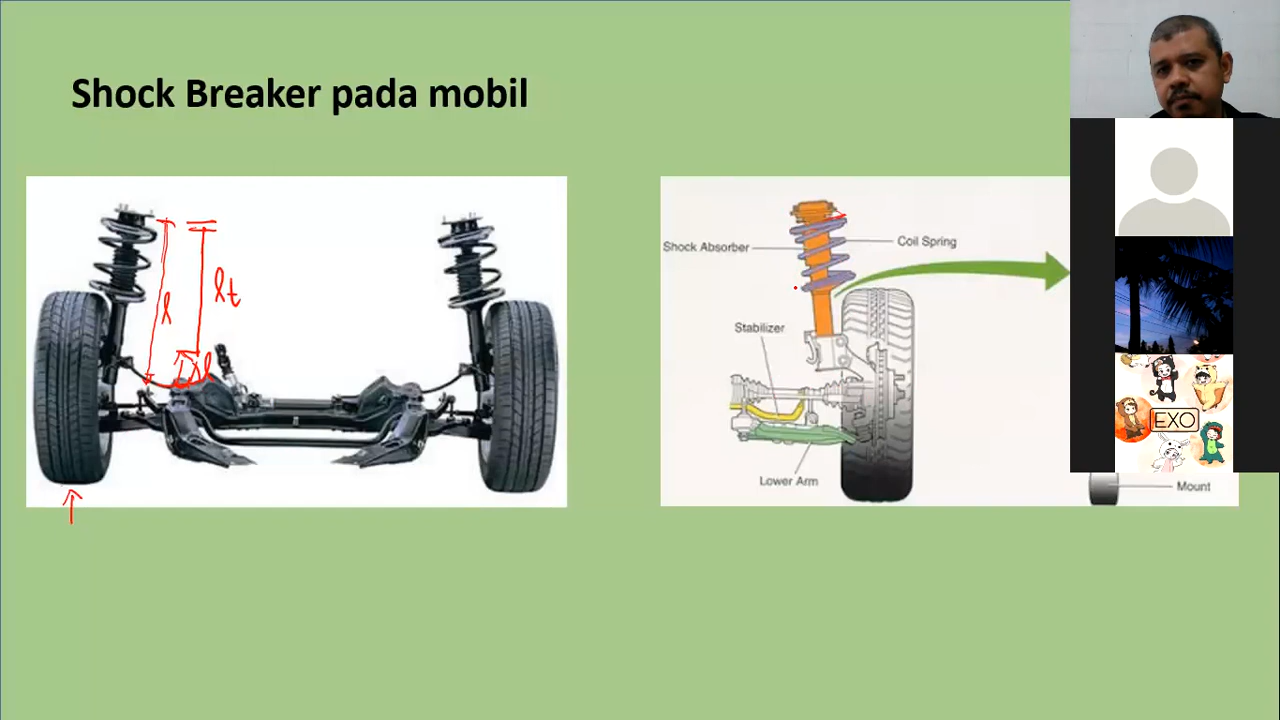 Shock Breaker pada mobil
l
lt
Δl
Shock Absorber
Coil Spring
Stabilizer
Lower Arm
Mount
EXO